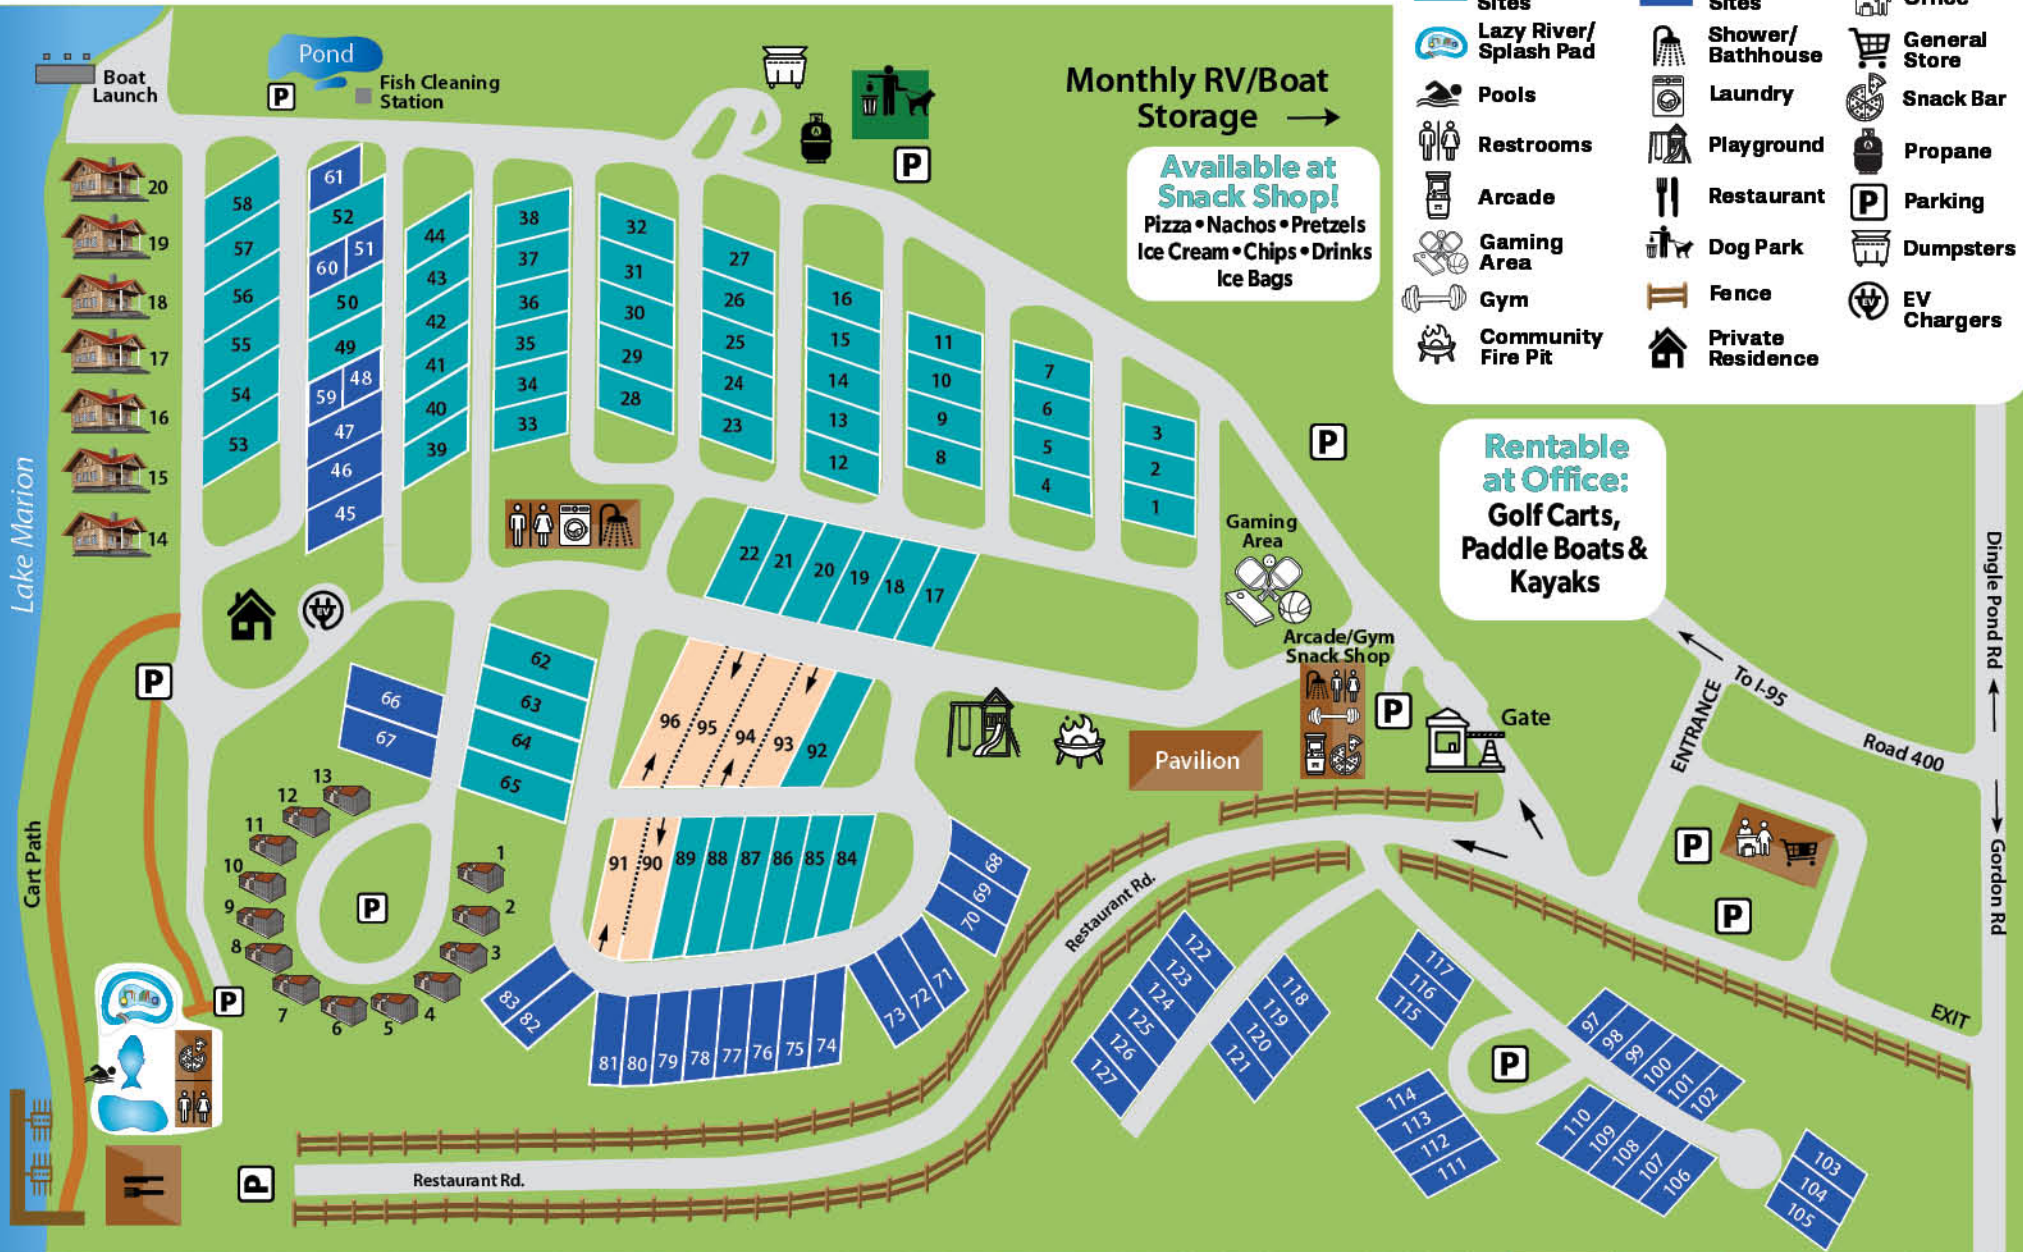 Sites
Sites
Office
Lazy River/
Splash Pad
Shower/
Bathhouse
General
Store
Pools
Laundry
Snack Bar
Restrooms
Playground
Propane
Arcade
Restaurant
P
Parking
Gaming
Area
Dog Park
Dumpsters
Gym
Fence
EV
EV
Chargers
Community
Fire Pit
Private
Residence
Boat
Launch
Pond
P
Fish Cleaning
Station
P
Monthly RV/Boat
Storage
Available at
Snack Shop!
Pizza • Nachos • Pretzels
Ice Cream • Chips • Drinks
Ice Bags
Rentable
at Office:
Golf Carts,
Paddle Boats &
Kayaks
20
19
18
17
16
15
14
58
57
56
55
54
53
61
52
60
51
50
49
59
48
47
46
45
44
43
42
41
40
39
38
37
36
35
34
33
32
31
30
29
28
27
26
25
24
23
16
15
14
13
12
11
10
9
8
7
6
5
4
3
2
1
P
22
21
20
19
18
17
Gaming
Area
Arcade/Gym
Snack Shop
P
Gate
Pavilion
Lake Marion
Cart Path
P
EV
66
67
62
63
64
65
96
95
94
93
92
91
90
89
88
87
86
85
84
13
12
11
10
9
8
7
6
5
4
3
2
1
P
P
83
82
81
80
79
78
77
76
75
74
73
72
71
70
69
68
Restaurant Rd.
P
Restaurant Rd.
122
123
124
125
126
127
118
119
120
121
117
116
115
P
114
113
112
111
97
98
99
100
101
102
110
109
108
107
106
103
104
105
ENTRANCE
To I-95
Road 400
Dingle Pond Rd
Gordon Rd
P
P
EXIT